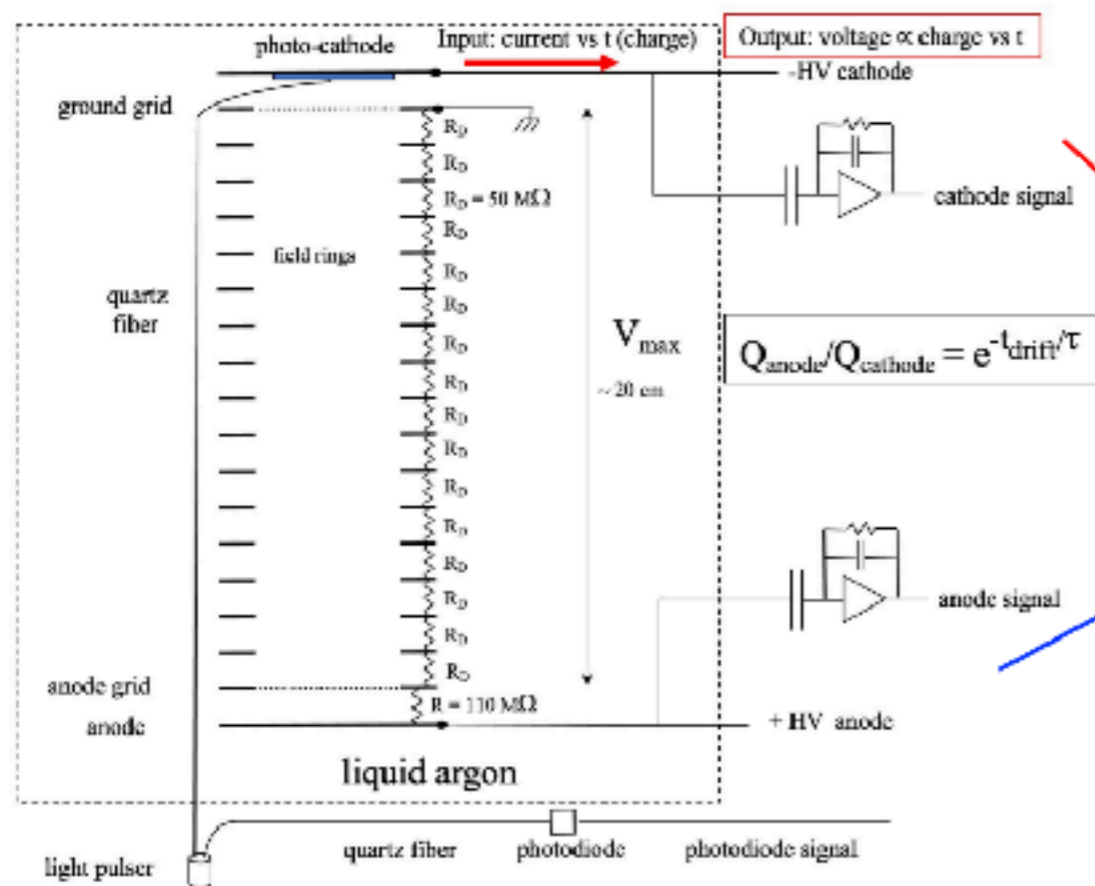 photo-cathode
Input: current vs t (charge)
Output: voltage ∝ charge vs t
-HV cathode
ground grid
R_D
R_D
R_D = 50 MΩ
cathode signal
R_D
field rings
R_D
quartz
fiber
R_D
V_max
~ 20 cm
R_D
Q_anode/Q_cathode = e^-t_drift/τ
R_D
R_D
R_D
R_D
R_D
R_D
R_D
anode signal
R_D
R_D
anode grid
R = 110 MΩ
anode
+ HV anode
liquid argon
quartz fiber
photodiode
photodiode signal
light pulser